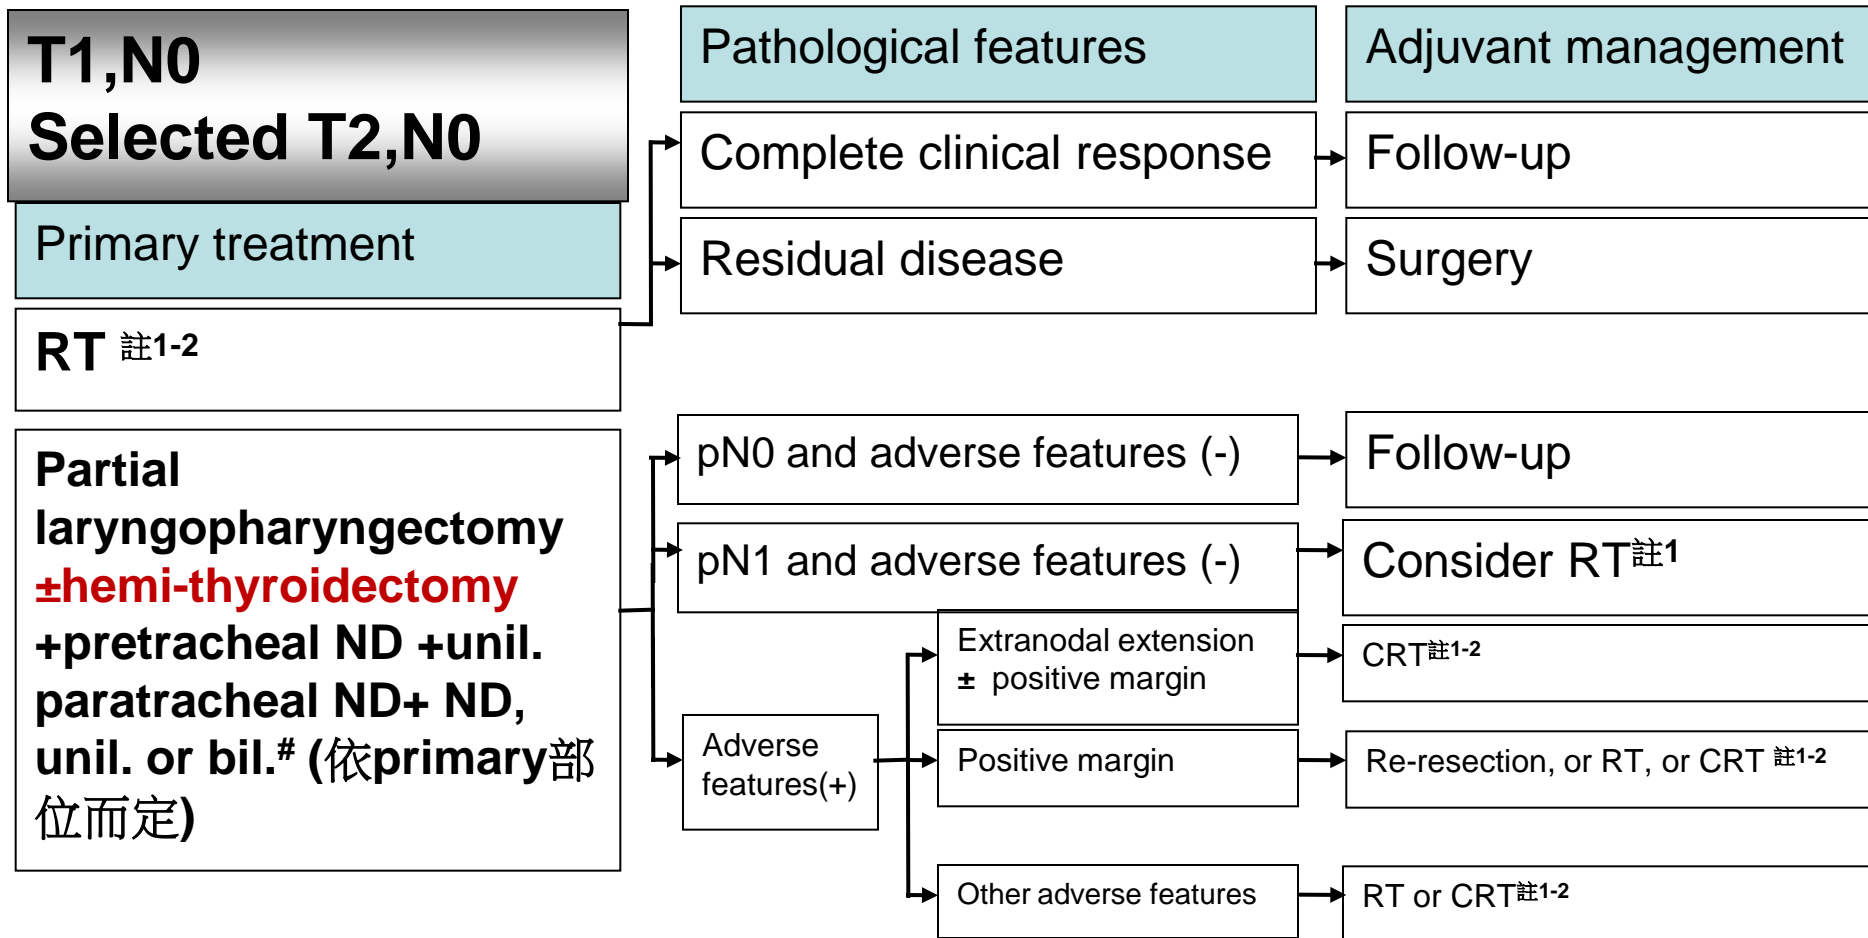 T1,N0
Selected T2,N0
Primary treatment
RT 註1-2
Partial
laryngopharyngectomy
±hemi-thyroidectomy
+pretracheal ND +unil.
paratracheal ND+ ND,
unil. or bil.# (依primary部
位而定)
Pathological features
Adjuvant management
Complete clinical response
Follow-up
Residual disease
Surgery
pN0 and adverse features (-)
Follow-up
pN1 and adverse features (-)
Consider RT註1
Adverse
features(+)
Extranodal extension
± positive margin
CRT註1-2
Positive margin
Re-resection, or RT, or CRT 註1-2
Other adverse features
RT or CRT註1-2